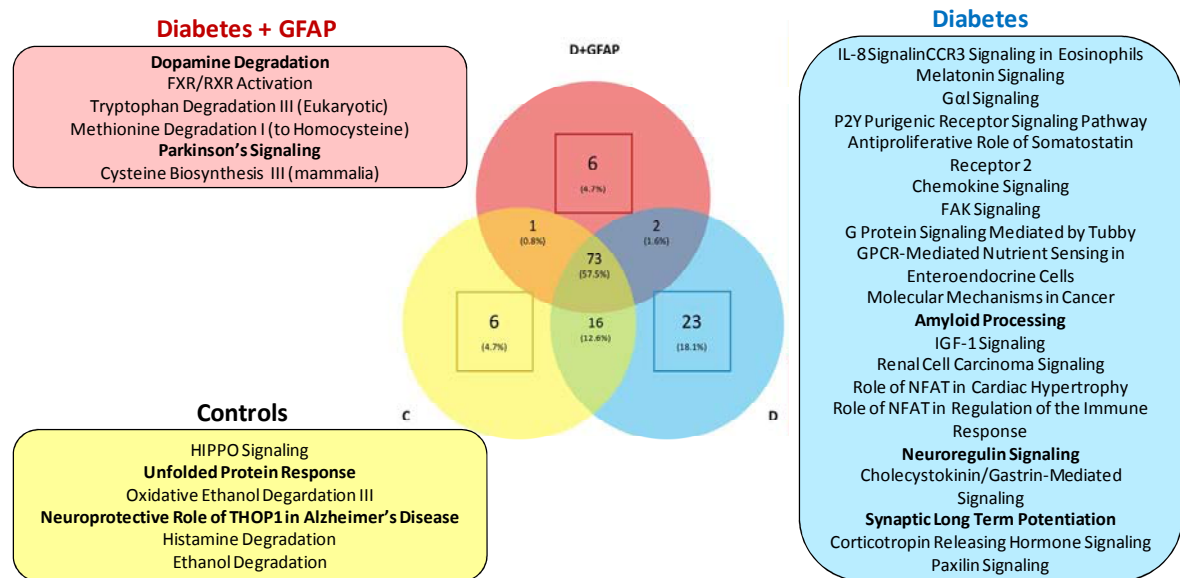 Diabetes + GFAP
Dopamine Degradation
FXR/RXR Activation
Tryptophan Degradation III (Eukaryotic)
Methionine Degradation I (to Homocysteine)
Parkinson's Signaling
Cysteine Biosynthesis III (mammalia)
D+GFAP
6
(4.7%)
1
(0.8%)
2
(1.6%)
73
(57.5%)
6
(4.7%)
16
(12.6%)
23
(18.1%)
C
D
Controls
HIPPO Signaling
Unfolded Protein Response
Oxidative Ethanol Degardation III
Neuroprotective Role of THOP1 in Alzheimer's Disease
Histamine Degradation
Ethanol Degradation
Diabetes
IL-8 SignalinCCR3 Signaling in Eosinophils
Melatonin Signaling
Gαl Signaling
P2Y Purigenic Receptor Signaling Pathway
Antiproliferative Role of Somatostatin
Receptor 2
Chemokine Signaling
FAK Signaling
G Protein Signaling Mediated by Tubby
GPCR-Mediated Nutrient Sensing in
Enteroendocrine Cells
Molecular Mechanisms in Cancer
Amyloid Processing
IGF-1 Signaling
Renal Cell Carcinoma Signaling
Role of NFAT in Cardiac Hypertrophy
Role of NFAT in Regulation of the Immune
Response
Neuroregulin Signaling
Cholecystokinin/Gastrin-Mediated
Signaling
Synaptic Long Term Potentiation
Corticotropin Releasing Hormone Signaling
Paxilin Signaling